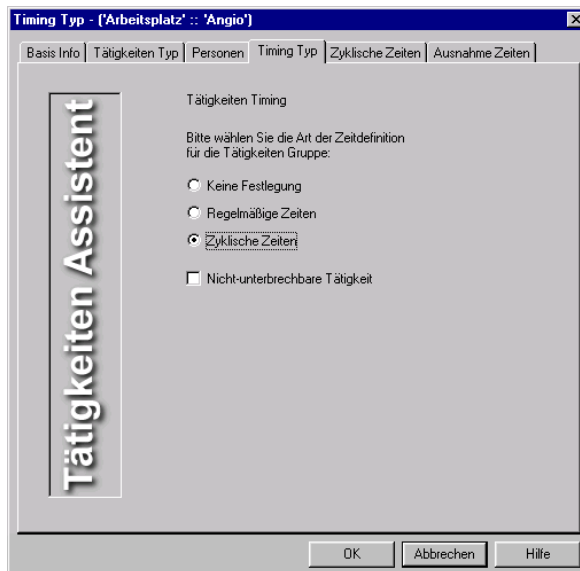 Timing Typ - ('Arbeitsplatz' :: 'Angio')
Basis Info Tätigkeiten Typ Personen Timing Typ Zyklische Zeiten Ausnahme Zeiten
Tätigkeiten Assistent
Tätigkeiten Timing
Bitte wählen Sie die Art der Zeitdefinition
für die Tätigkeiten Gruppe:
Keine Festlegung
Regelmäßige Zeiten
Zyklische Zeiten
Nicht-unterbrechbare Tätigkeit
OK Abbrechen Hilfe